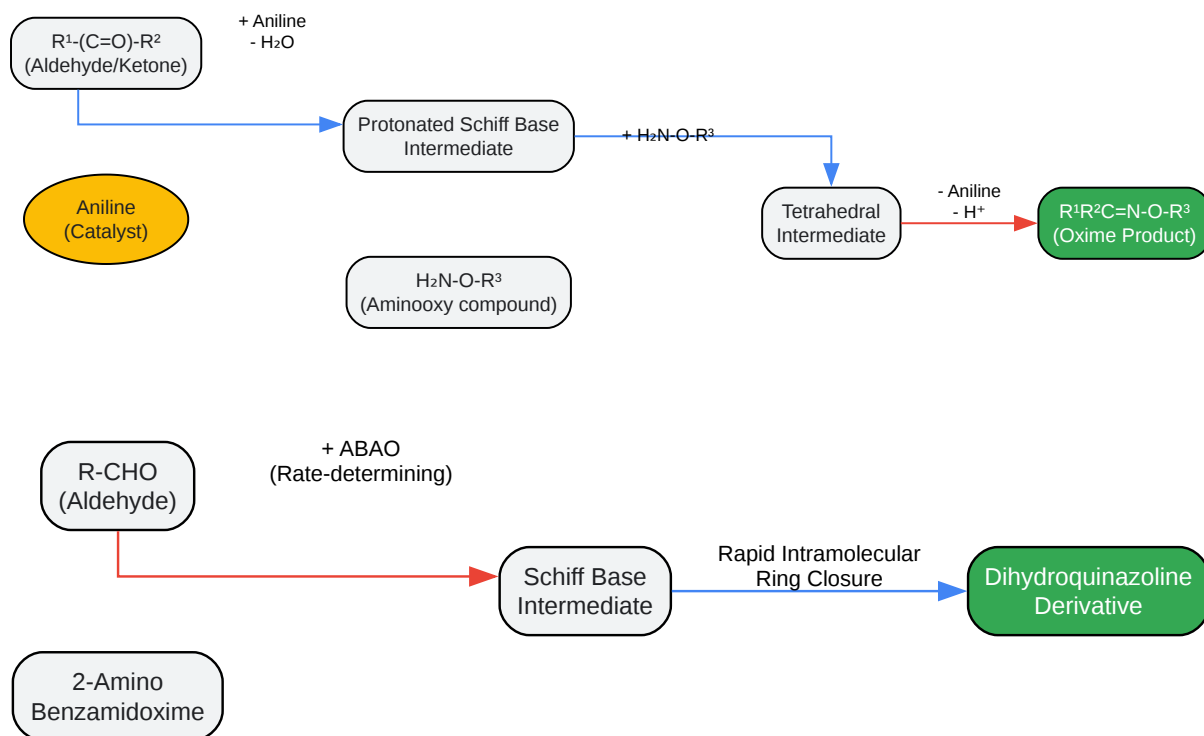 R¹-(C=O)-R²
(Aldehyde/Ketone)
+ Aniline
- H₂O
Protonated Schiff Base
Intermediate
+ H₂N-O-R³
Aniline
(Catalyst)
Tetrahedral
Intermediate
- Aniline
- H⁺
R¹R²C=N-O-R³
(Oxime Product)
H₂N-O-R³
(Aminooxy compound)
R-CHO
(Aldehyde)
+ ABAO
(Rate-determining)
Schiff Base
Intermediate
Rapid Intramolecular
Ring Closure
Dihydroquinazoline
Derivative
2-Amino
Benzamidoxime